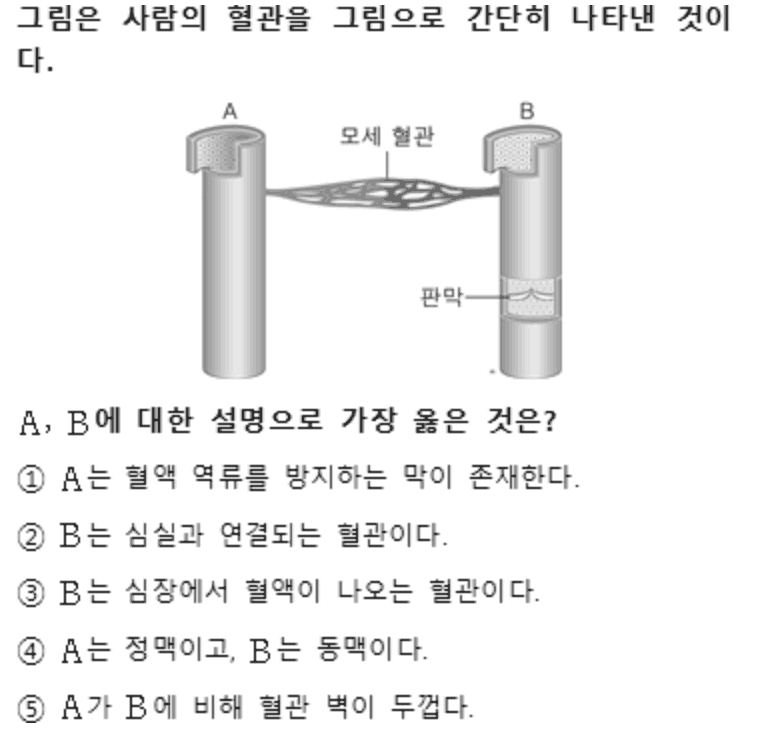 그림은 사람의 혈관을 그림으로 간단히 나타낸 것이
다.
A
B
모세 혈관
판막
A, B에 대한 설명으로 가장 옳은 것은?
① A는 혈액 역류를 방지하는 막이 존재한다.
② B는 심실과 연결되는 혈관이다.
③ B는 심장에서 혈액이 나오는 혈관이다.
④ A는 정맥이고, B는 동맥이다.
⑤ A가 B에 비해 혈관 벽이 두껍다.